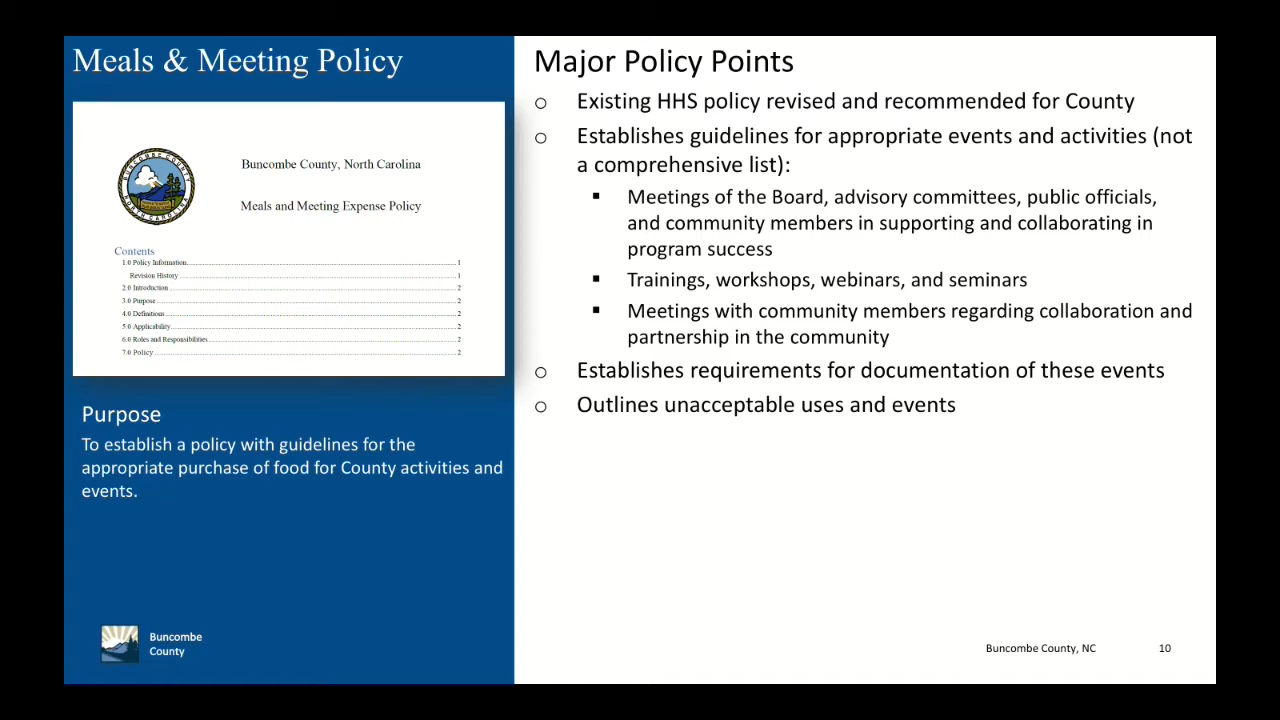 Meals & Meeting Policy
BUNCOMBE COUNTY
NORTH CAROLINA
Buncombe County, North Carolina
Meals and Meeting Expense Policy
Contents
1.0 Policy Information 1
Revision History 1
2.0 Introduction 2
3.0 Purpose 2
4.0 Definitions 2
5.0 Applicability 2
6.0 Roles and Responsibilities 2
7.0 Policy 2
Purpose
To establish a policy with guidelines for the
appropriate purchase of food for County activities and
events.
Buncombe
County
Major Policy Points
Existing HHS policy revised and recommended for County
Establishes guidelines for appropriate events and activities (not
a comprehensive list):
Meetings of the Board, advisory committees, public officials,
and community members in supporting and collaborating in
program success
Trainings, workshops, webinars, and seminars
Meetings with community members regarding collaboration and
partnership in the community
Establishes requirements for documentation of these events
Outlines unacceptable uses and events
Buncombe County, NC 10